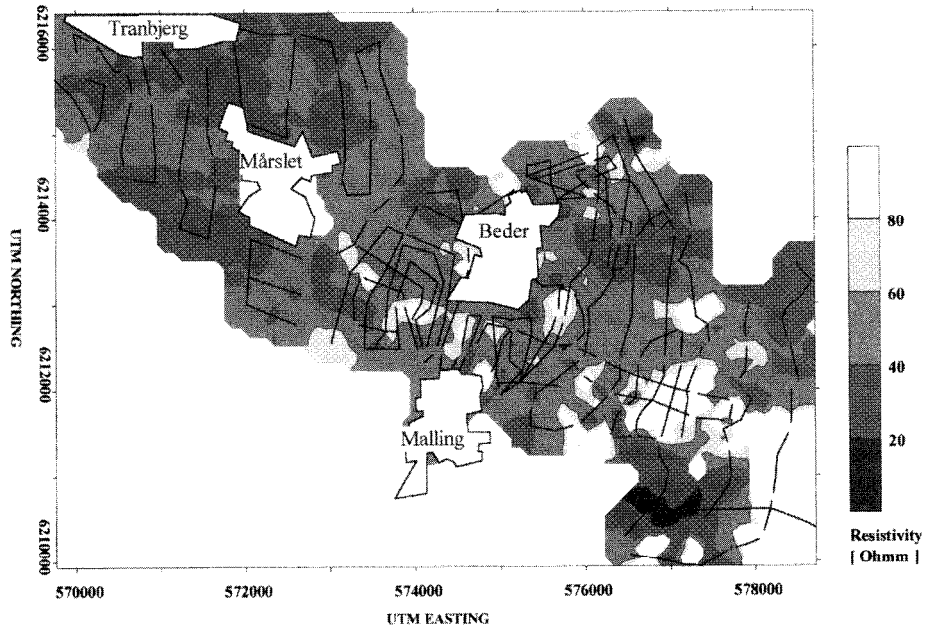 Tranbjerg
Mårslet
Beder
Malling
6216000
6214000
6212000
6210000
UTM NORTHING
570000 572000 574000 576000 578000
UTM EASTING
80
60
40
20
Resistivity
[ Ohmm ]